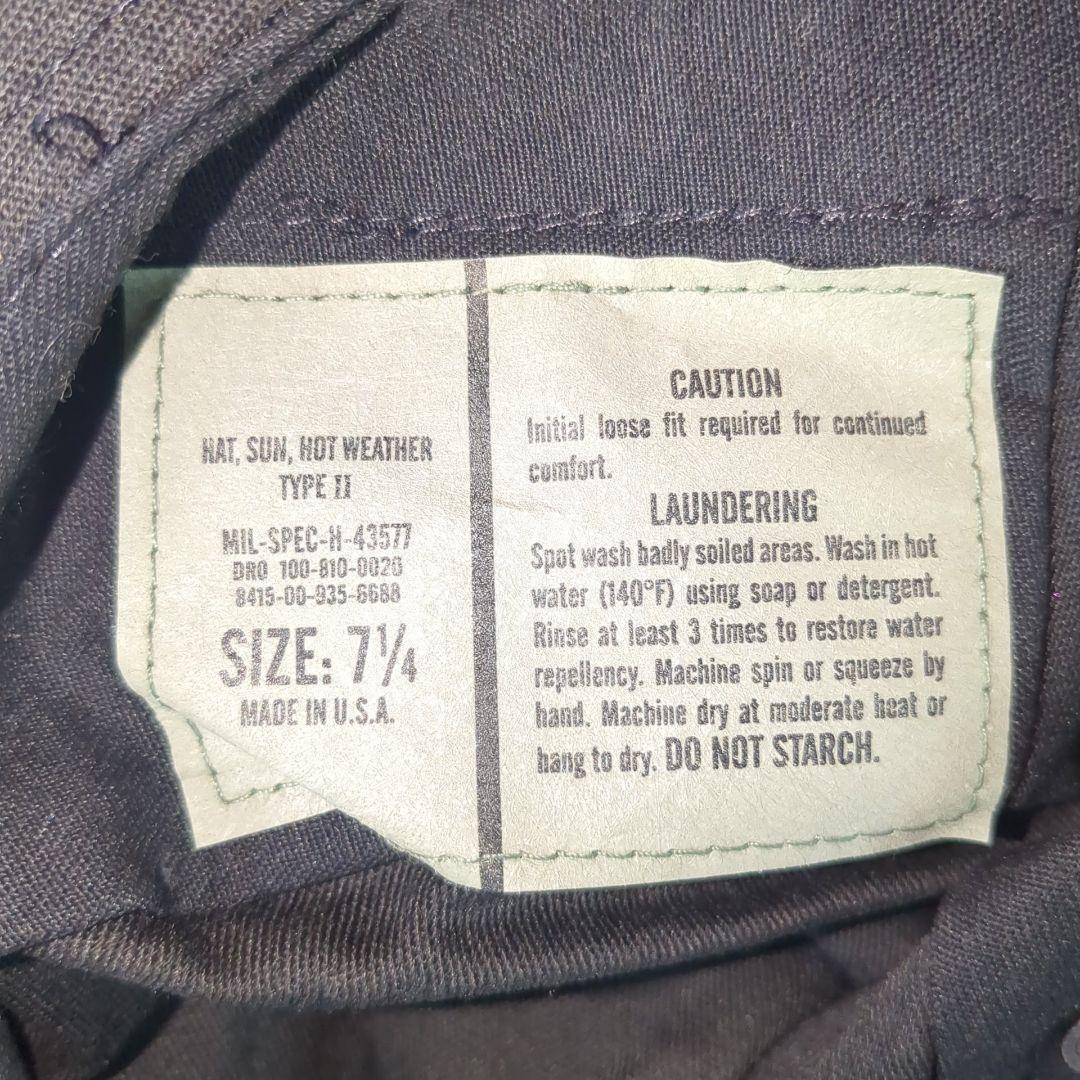 HAT, SUN, HOT WEATHER
TYPE II
MIL-SPEC-H-43577
DRO 100-810-0020
8415-00-935-6688
SIZE: 7¼
MADE IN U.S.A.
CAUTION
Initial loose fit required for continued
comfort.
LAUNDERING
Spot wash badly soiled areas. Wash in hot
water (140°F) using soap or detergent.
Rinse at least 3 times to restore water
repellency. Machine spin or squeeze by
hand. Machine dry at moderate heat or
hang to dry. DO NOT STARCH.